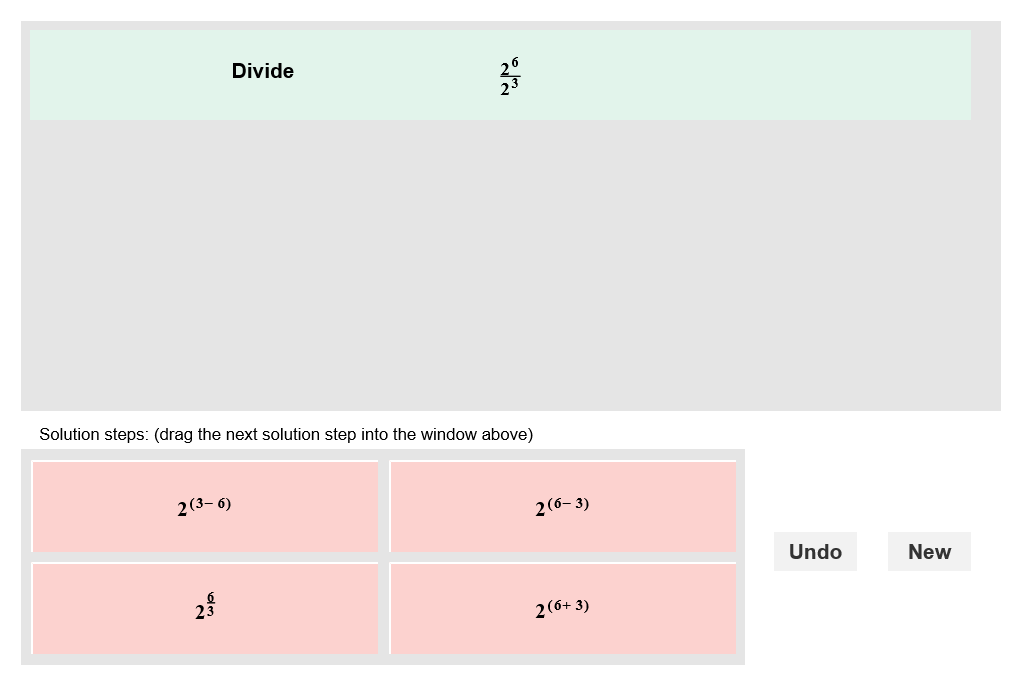 Divide 2^6/2^3
Solution steps: (drag the next solution step into the window above)
2^(3− 6) 2^(6− 3)
Undo New
2^6/3 2^(6+ 3)